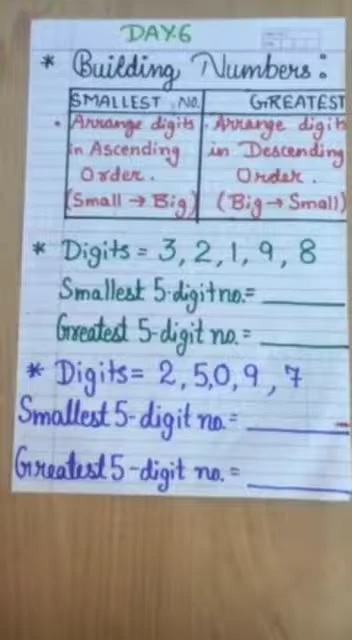 DAY.6
* Building Numbers:
SMALLEST NO. GREATEST
• Arrange digits • Arrange digits
in Ascending in Descending
Order. Order.
(Small → Big) (Big → Small)
* Digits = 3, 2, 1, 9, 8
Smallest 5-digit no.= ______
Greatest 5-digit no.= ______
* Digits= 2, 5,0, 9, 7
Smallest 5-digit no.= ______
Greatest 5-digit no.= ______